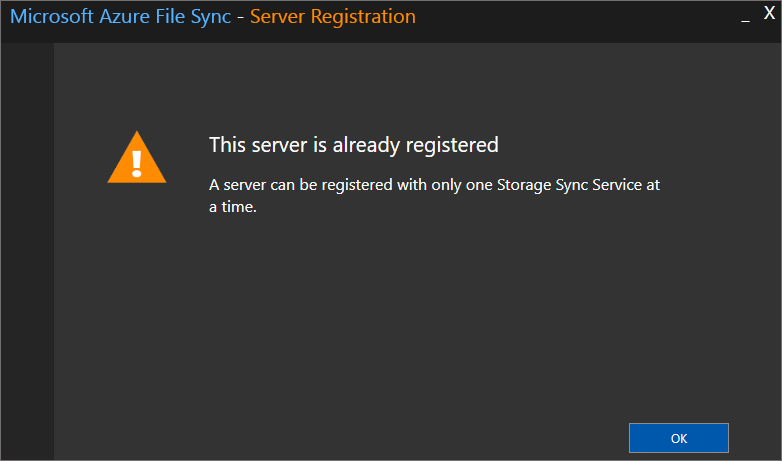 Microsoft Azure File Sync - Server Registration
_ X
This server is already registered
A server can be registered with only one Storage Sync Service at
a time.
OK